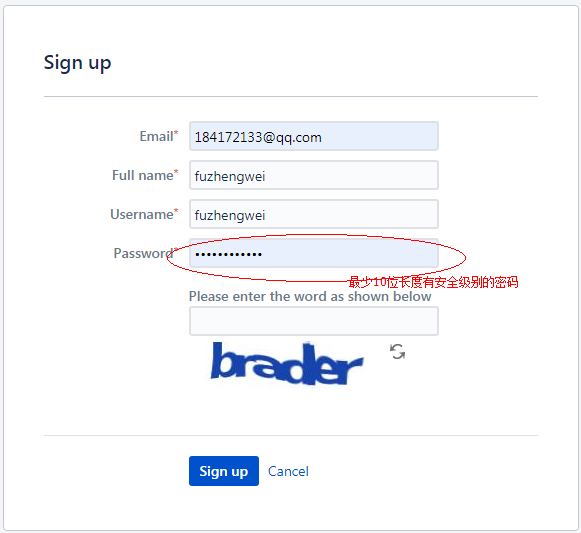 Sign up
Email*
184172133@qq.com
Full name*
fuzhengwei
Username*
fuzhengwei
Password*
••••••••••••
最少10位长度有安全级别的密码
Please enter the word as shown below
brader
Sign up
Cancel